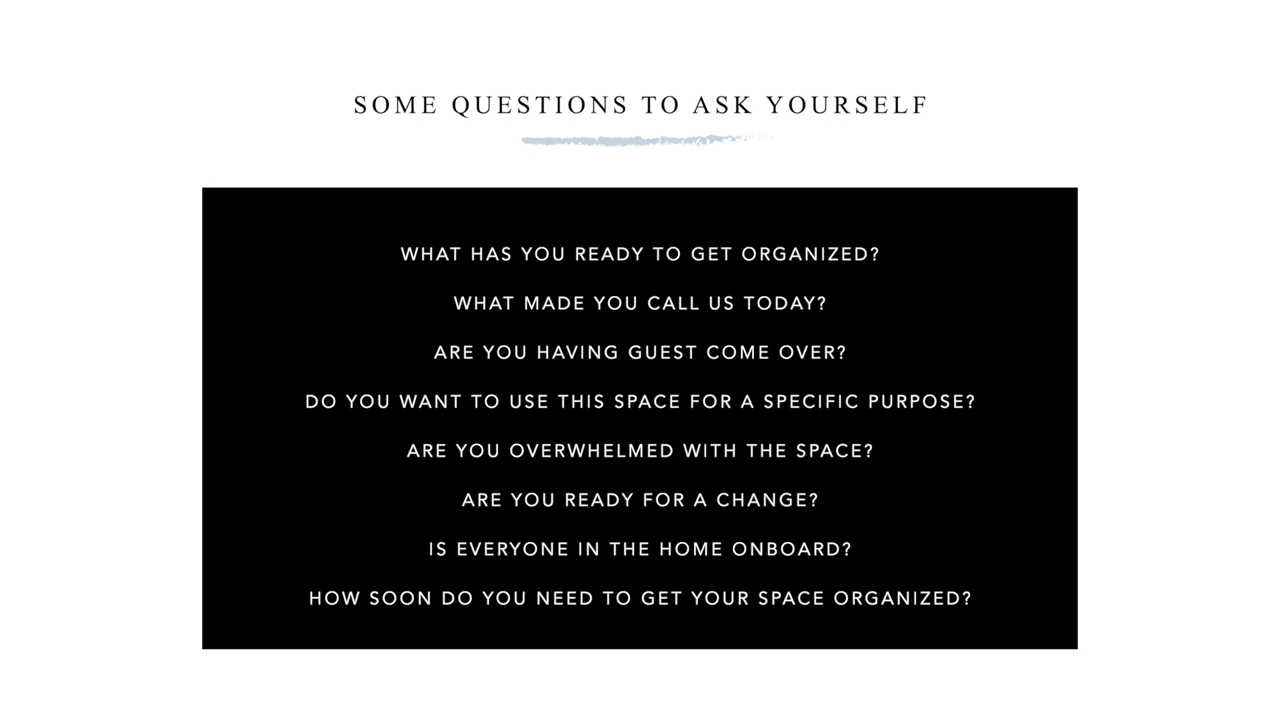 SOME QUESTIONS TO ASK YOURSELF
WHAT HAS YOU READY TO GET ORGANIZED?
WHAT MADE YOU CALL US TODAY?
ARE YOU HAVING GUEST COME OVER?
DO YOU WANT TO USE THIS SPACE FOR A SPECIFIC PURPOSE?
ARE YOU OVERWHELMED WITH THE SPACE?
ARE YOU READY FOR A CHANGE?
IS EVERYONE IN THE HOME ONBOARD?
HOW SOON DO YOU NEED TO GET YOUR SPACE ORGANIZED?